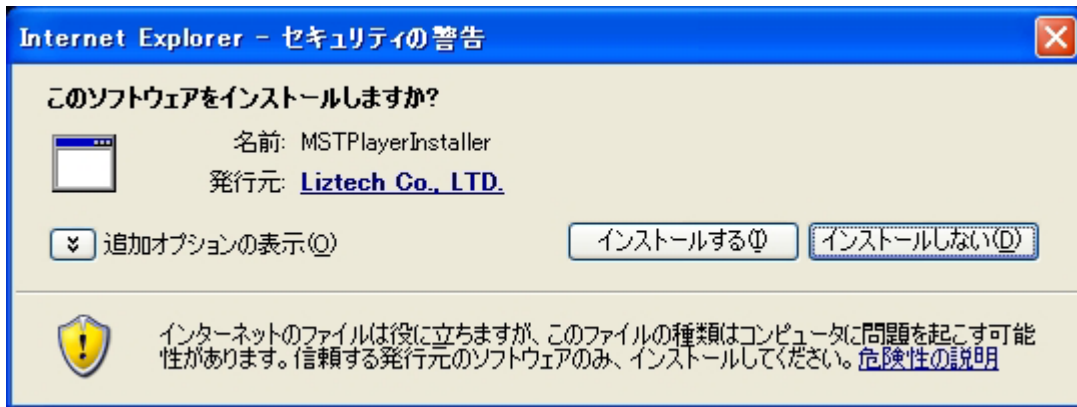 Internet Explorer - セキュリティの警告
このソフトウェアをインストールしますか?
名前: MSTPlayerInstaller
発行元: Liztech Co., LTD.
追加オプションの表示(O)
インストールする(I)
インストールしない(D)
インターネットのファイルは役に立ちますが、このファイルの種類はコンピュータに問題を起こす可能
性があります。信頼する発行元のソフトウェアのみ、インストールしてください。危険性の説明